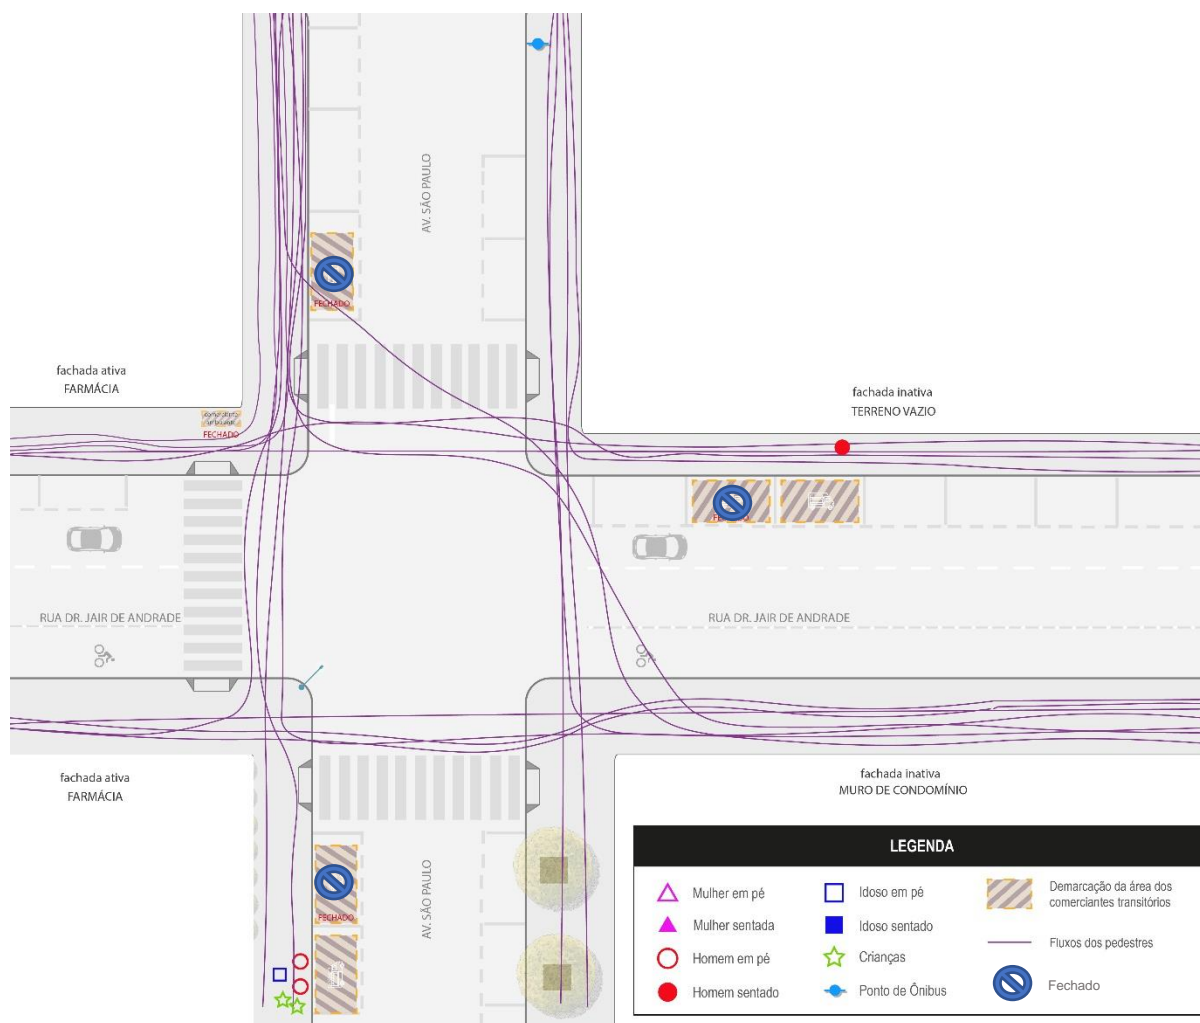 AV. SÃO PAULO
FECHADO
fachada ativa
FARMÁCIA
fachada inativa
TERRENO VAZIO
FECHADO
RUA DR. JAIR DE ANDRADE
RUA DR. JAIR DE ANDRADE
fachada ativa
FARMÁCIA
fachada inativa
MURO DE CONDOMÍNIO
AV. SÃO PAULO
FECHADO
LEGENDA
Mulher em pé
Mulher sentada
Homem em pé
Homem sentado
Idoso em pé
Idoso sentado
Crianças
Ponto de Ônibus
Demarcação da área dos
comerciantes transitórios
Fluxos dos pedestres
Fechado